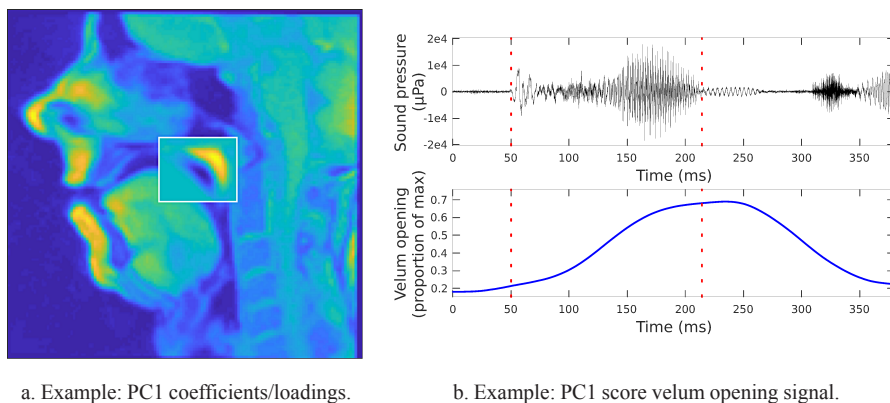 2e4
1e4
0
-1e4
-2e4
Sound pressure
(μPa)
0 50 100 150 200 250 300 350
Time (ms)
0.7
0.6
0.5
0.4
0.3
0.2
Velum opening
(proportion of max)
0 50 100 150 200 250 300 350
Time (ms)
a. Example: PC1 coefficients/loadings.
b. Example: PC1 score velum opening signal.